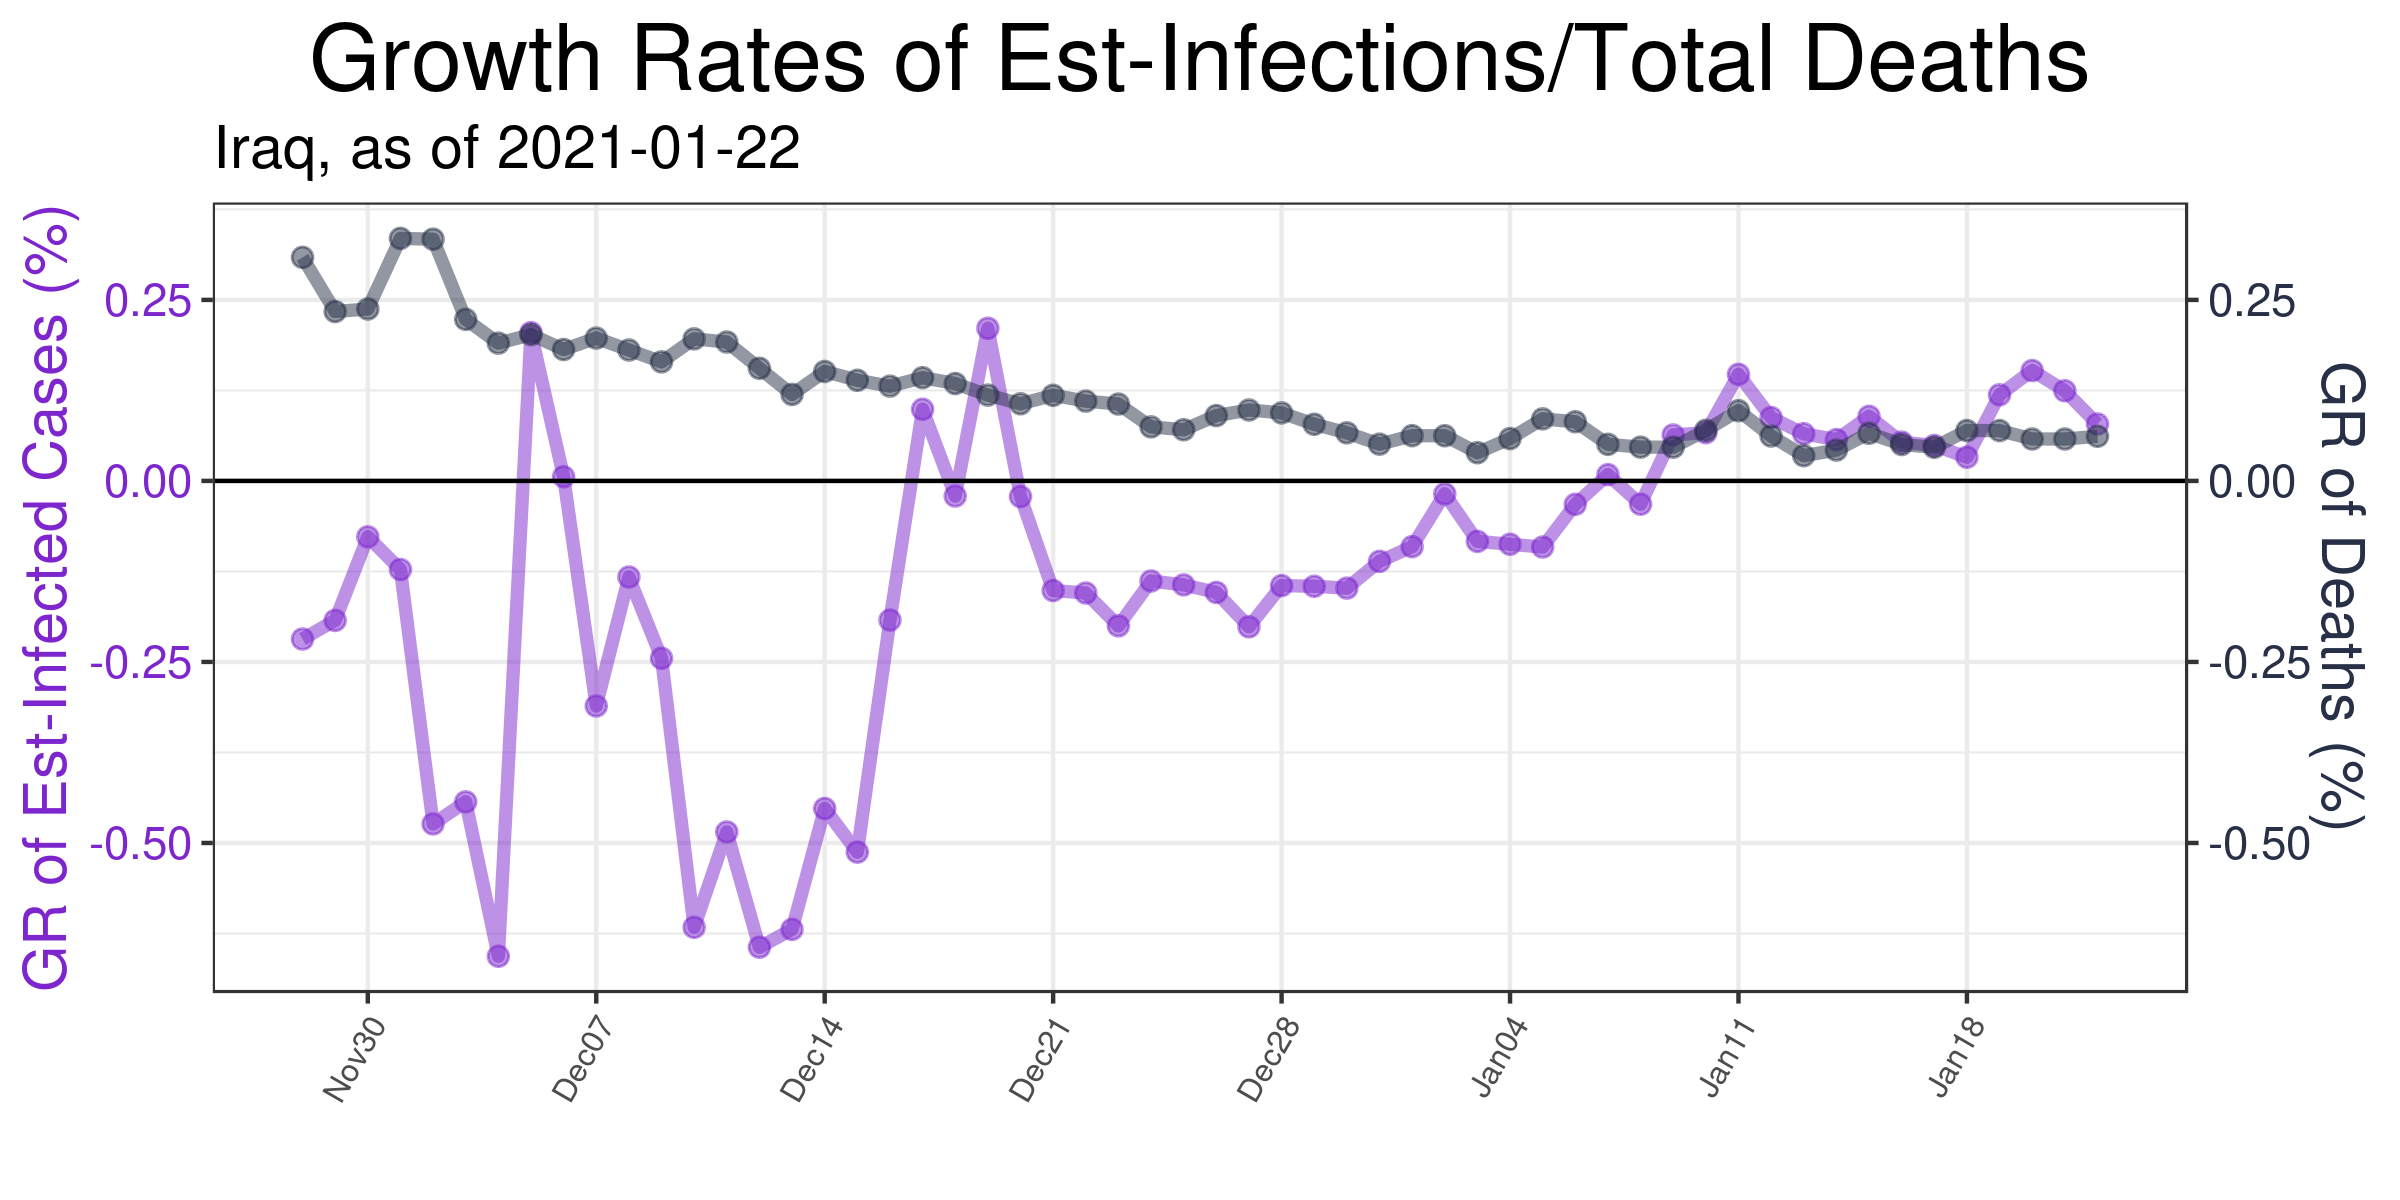 Growth Rates of Est-Infections/Total Deaths
Iraq, as of 2021-01-22
GR of Est-Infected Cases (%)
0.25
0.00
-0.25
-0.50
0.25
0.00
-0.25
-0.50
GR of Deaths (%)
Nov30
Dec07
Dec14
Dec21
Dec28
Jan04
Jan11
Jan18